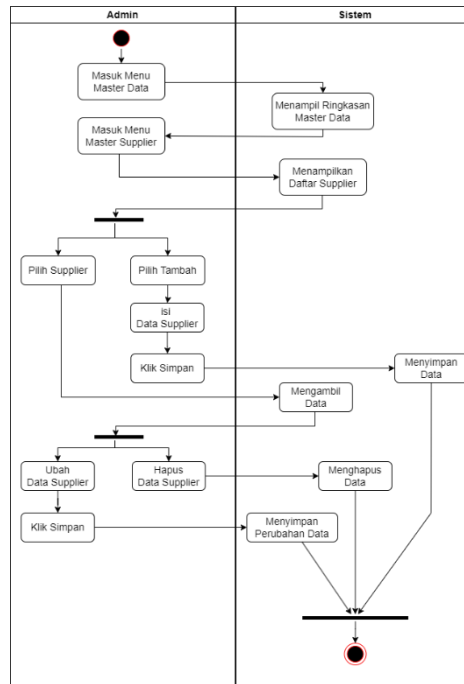 Admin
Sistem
Masuk Menu
Master Data
Menampil Ringkasan
Master Data
Masuk Menu
Master Supplier
Menampilkan
Daftar Supplier
Pilih Supplier
Pilih Tambah
Isi
Data Supplier
Klik Simpan
Menyimpan
Data
Mengambil
Data
Ubah
Data Supplier
Hapus
Data Supplier
Menghapus
Data
Klik Simpan
Menyimpan
Perubahan Data